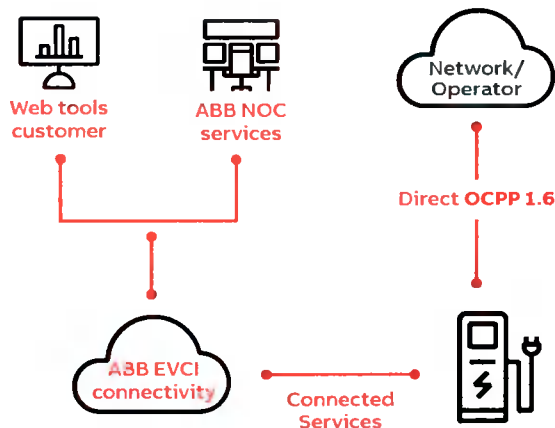 Web tools
customer
ABB NOC
services
Network/
Operator
Direct OCPP 1.6
ABB EVCI
connectivity
Connected
Services